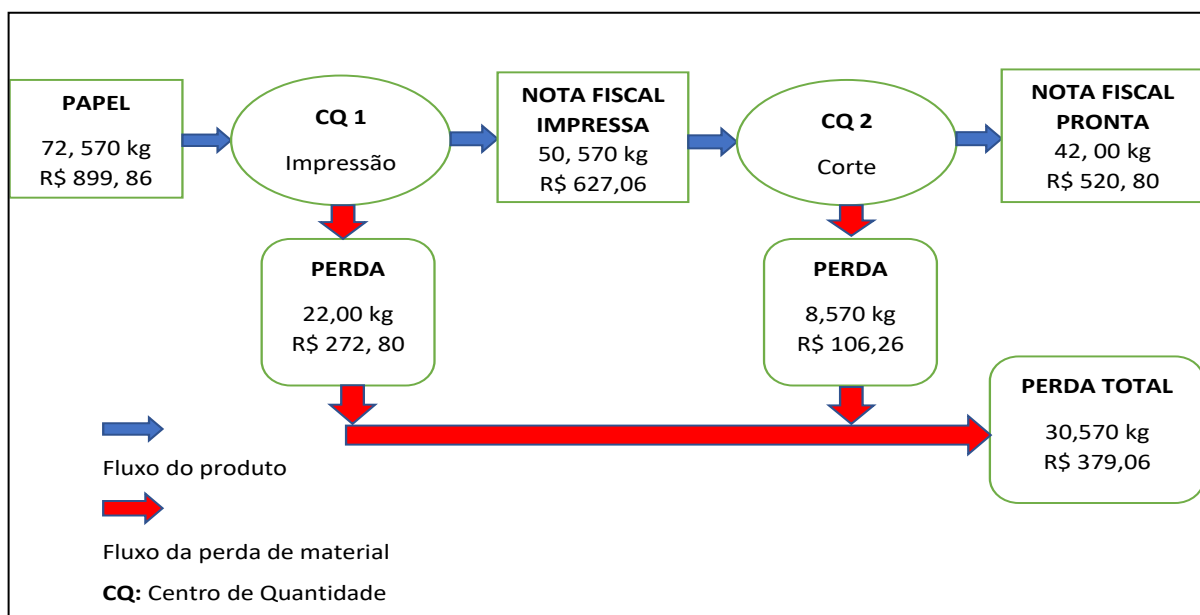 PAPEL
72, 570 kg
R$ 899, 86
CQ 1
Impressão
NOTA FISCAL
IMPRESSA
50, 570 kg
R$ 627,06
CQ 2
Corte
NOTA FISCAL
PRONTA
42, 00 kg
R$ 520, 80
PERDA
22,00 kg
R$ 272, 80
PERDA
8,570 kg
R$ 106,26
PERDA TOTAL
30,570 kg
R$ 379,06
Fluxo do produto
Fluxo da perda de material
CQ: Centro de Quantidade